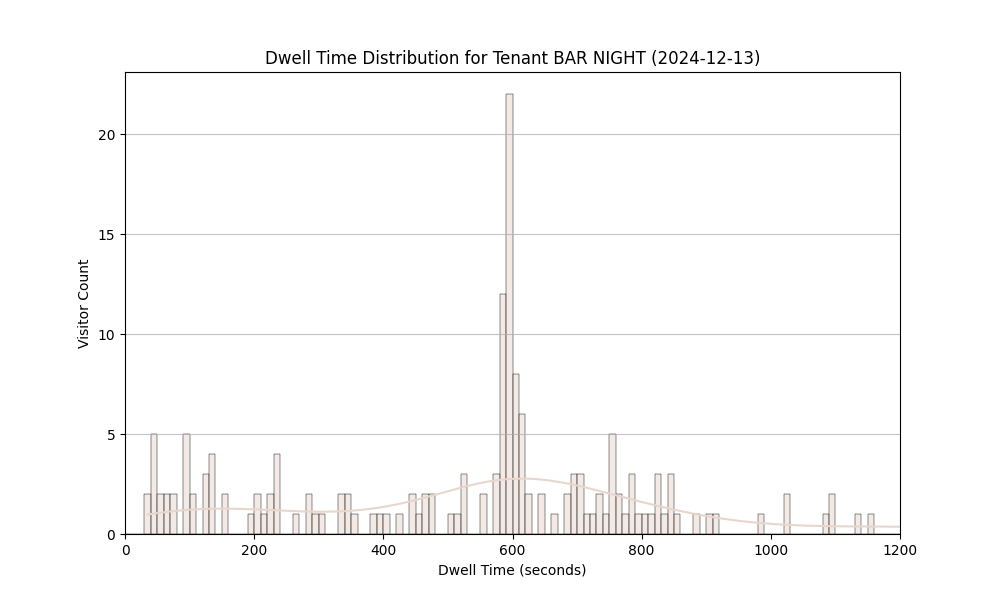 Dwell Time Distribution for Tenant BAR NIGHT (2024-12-13)
Visitor Count
20
15
10
5
0
0 200 400 600 800 1000 1200
Dwell Time (seconds)